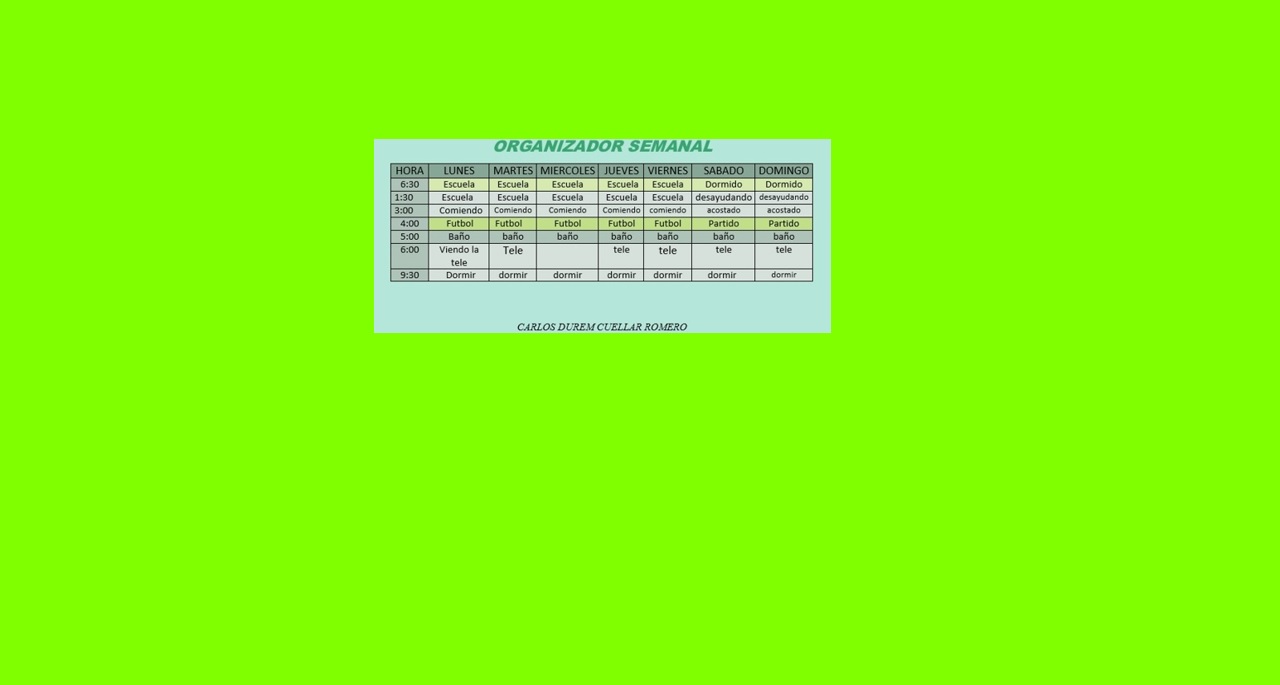 ORGANIZADOR SEMANAL
HORA LUNES MARTES MIERCOLES JUEVES VIERNES SABADO DOMINGO
6:30 Escuela Escuela Escuela Escuela Escuela Dormido Dormido
1:30 Escuela Escuela Escuela Escuela Escuela desayudando desayudando
3:00 Comiendo Comiendo Comiendo Comiendo comiendo acostado acostado
4:00 Futbol Futbol Futbol Futbol Futbol Partido Partido
5:00 Baño baño baño baño baño baño baño
6:00 Viendo la Tele tele tele tele tele
tele
9:30 Dormir dormir dormir dormir dormir dormir dormir
CARLOS DUREM CUELLAR ROMERO